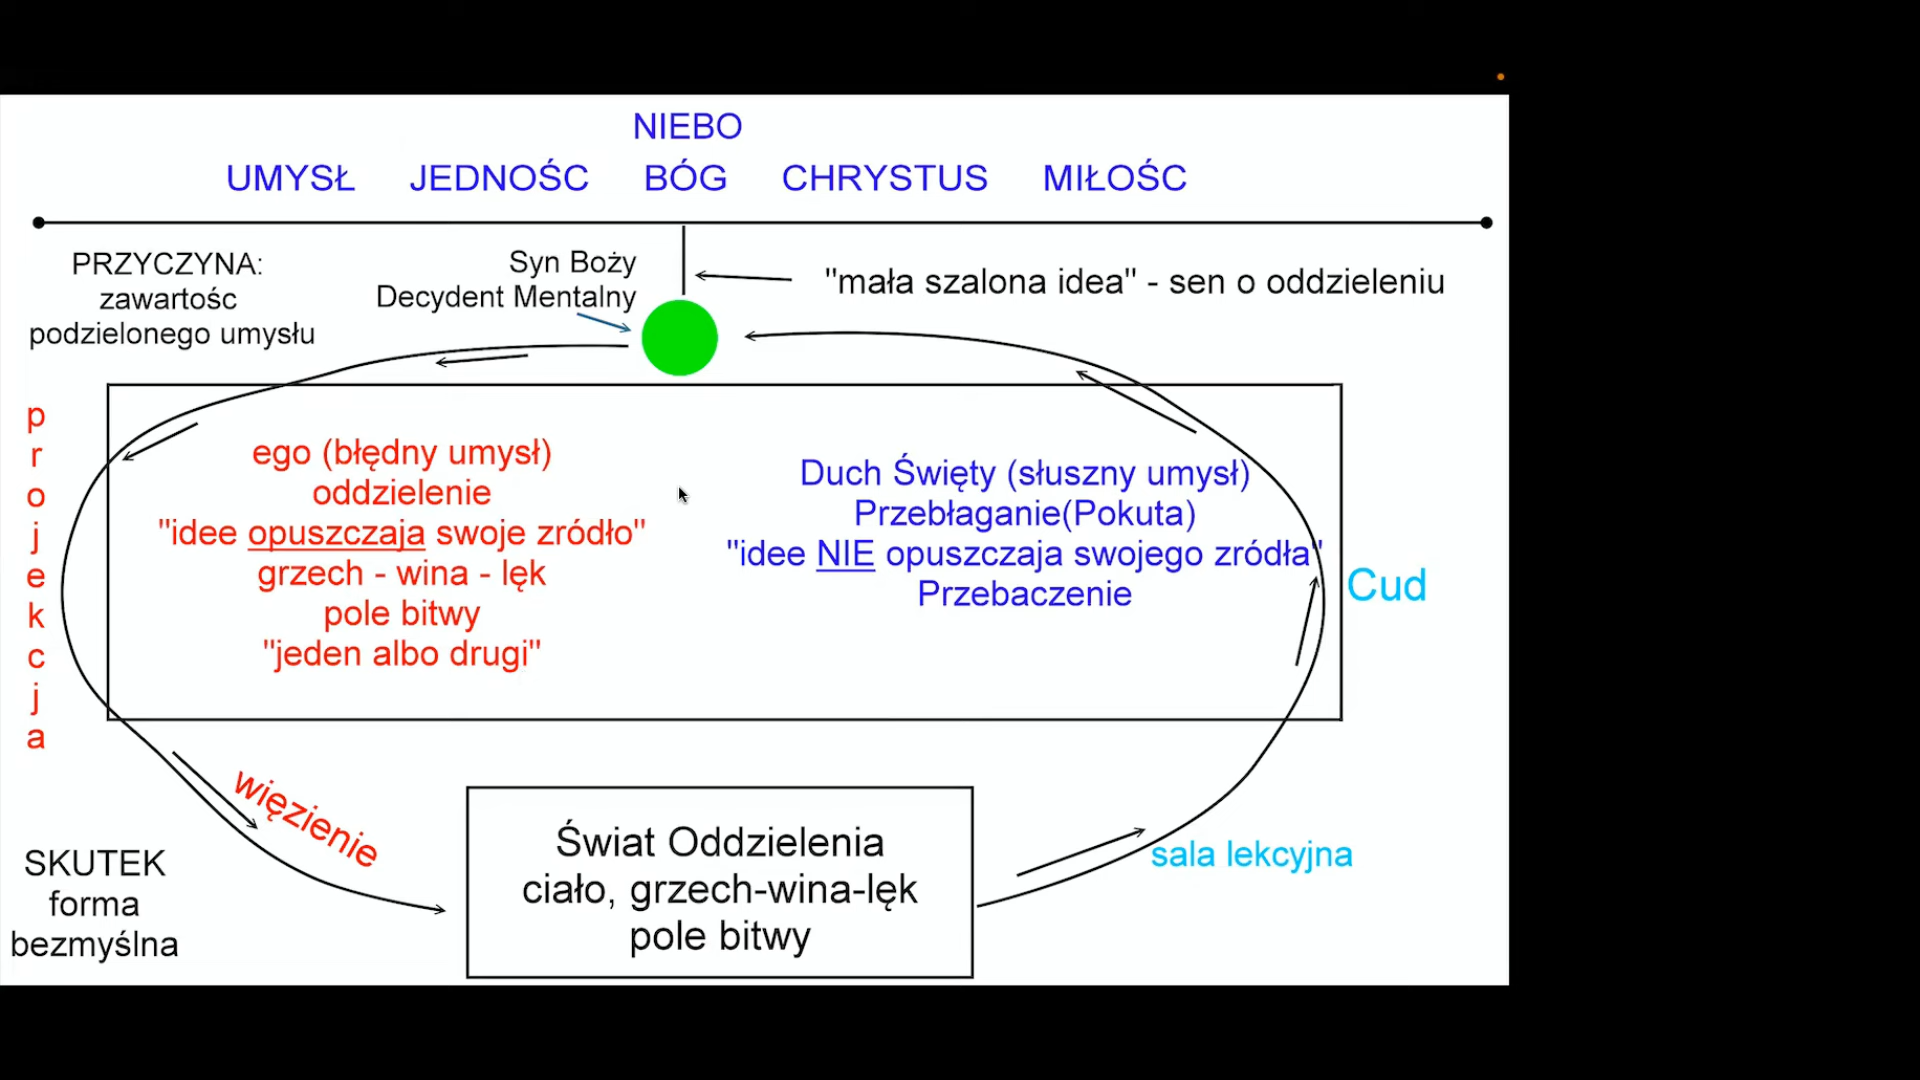 NIEBO
UMYSŁ JEDNOŚC BÓG CHRYSTUS MIŁOŚC
PRZYCZYNA:
zawartośc
podzielonego umysłu
Syn Boży
Decydent Mentalny
"mała szalona idea" - sen o oddzieleniu
projekcja
ego (błędny umysł)
oddzielenie
"idee opuszczaja swoje zródło"
grzech - wina - lęk
pole bitwy
"jeden albo drugi"
Duch Święty (słuszny umysł)
Przebłaganie(Pokuta)
"idee NIE opuszczaja swojego zródła"
Przebaczenie
Cud
więzienie
SKUTEK
forma
bezmyślna
Świat Oddzielenia
ciało, grzech-wina-lęk
pole bitwy
sala lekcyjna